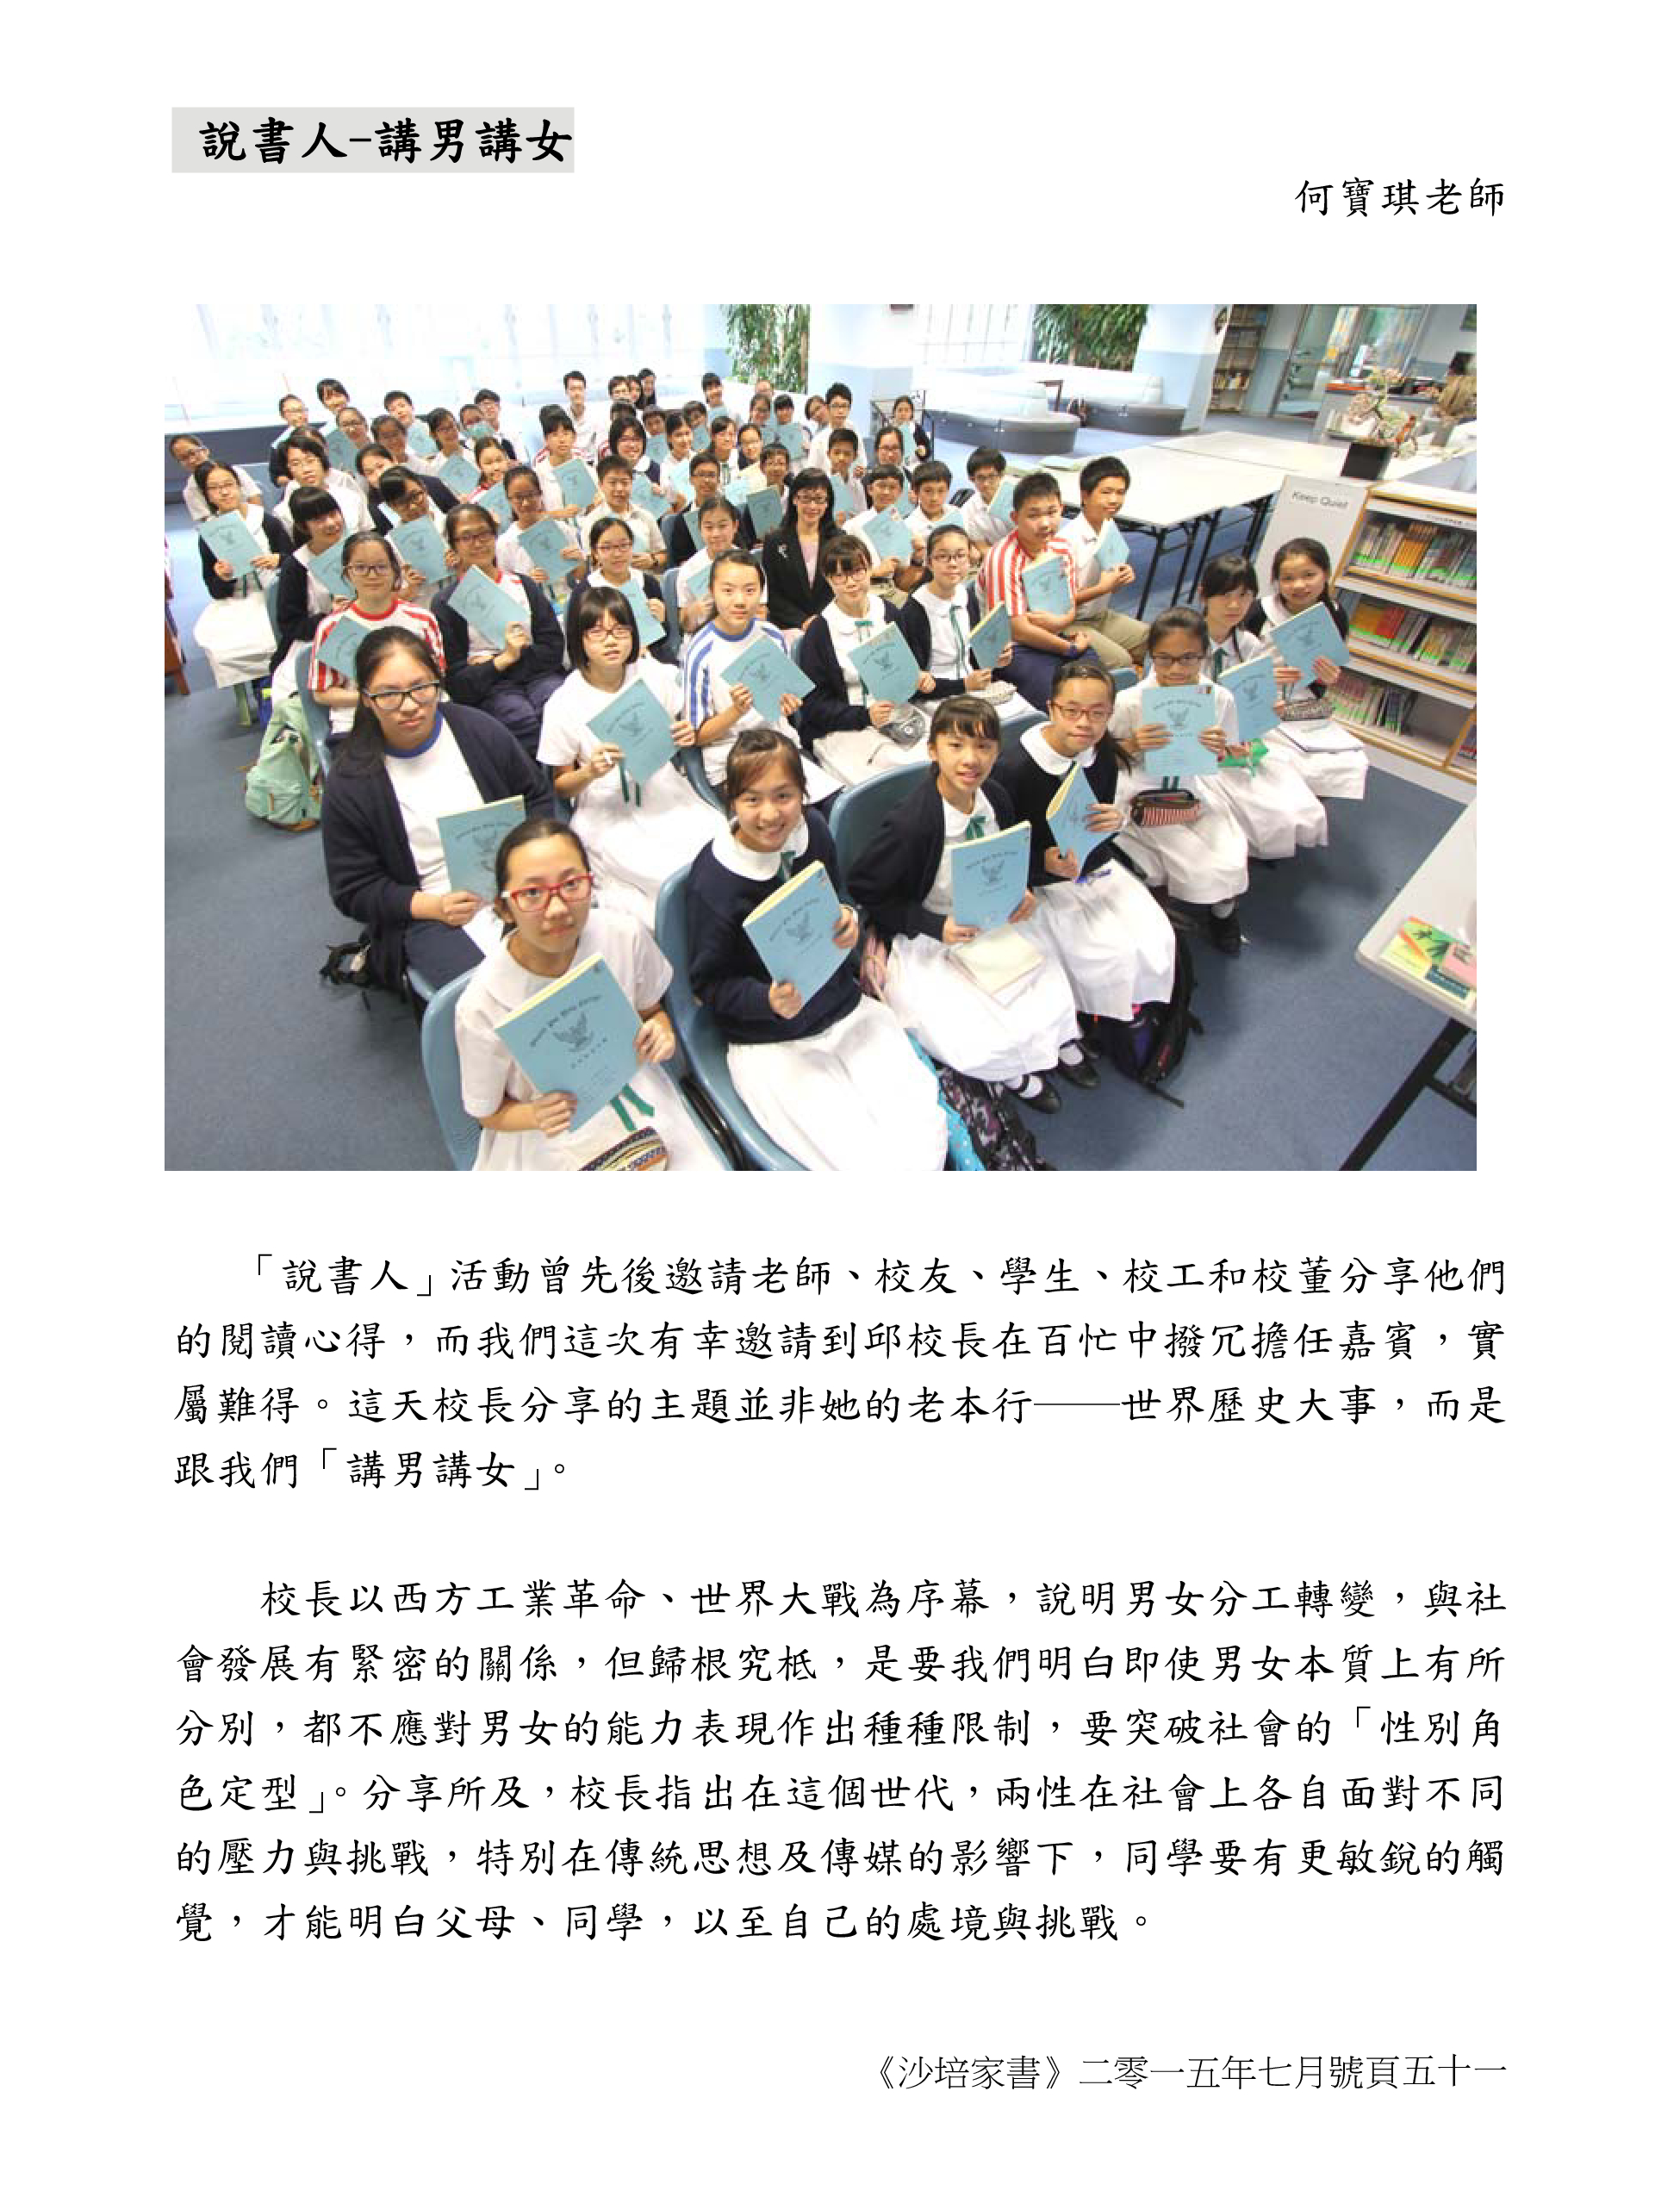 說書人-講男講女
何寶琪老師
Keep Quiet
「說書人」活動曾先後邀請老師、校友、學生、校工和校董分享他們
的閱讀心得，而我們這次有幸邀請到邱校長在百忙中撥冗擔任嘉賓，實
屬難得。這天校長分享的主題並非她的老本行──世界歷史大事，而是
跟我們「講男講女」。
校長以西方工業革命、世界大戰為序幕，說明男女分工轉變，與社
會發展有緊密的關係，但歸根究柢，是要我們明白即使男女本質上有所
分別，都不應對男女的能力表現作出種種限制，要突破社會的「性別角
色定型」。分享所及，校長指出在這個世代，兩性在社會上各自面對不同
的壓力與挑戰，特別在傳統思想及傳媒的影響下，同學要有更敏銳的觸
覺，才能明白父母、同學，以至自己的處境與挑戰。
《沙培家書》二零一五年七月號頁五十一